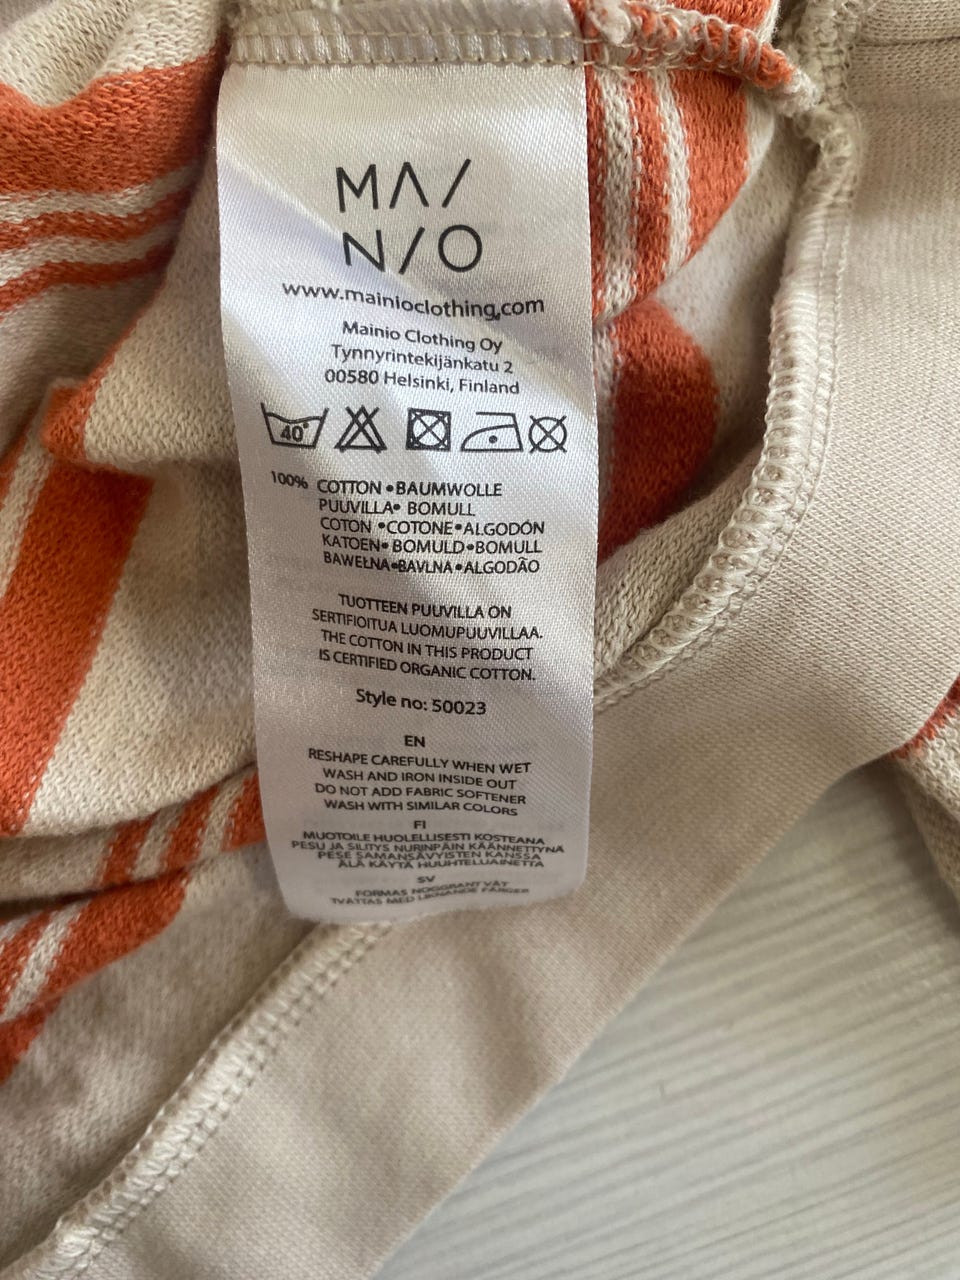 MA/
N/O
www.mainioclothing.com
Mainio Clothing Oy
Tynnyrintekijänkatu 2
00580 Helsinki, Finland
40°
100% COTTON •BAUMWOLLE
PUUVILLA• BOMULL
COTON •COTONE•ALGODÓN
KATOEN• BOMULD•BOMULL
BAWEŁNA•BAVLNA•ALGODÃO
TUOTTEEN PUUVILLA ON
SERTIFIOITUA LUOMUPUUVILLAA.
THE COTTON IN THIS PRODUCT
IS CERTIFIED ORGANIC COTTON.
Style no: 50023
EN
RESHAPE CAREFULLY WHEN WET
WASH AND IRON INSIDE OUT
DO NOT ADD FABRIC SOFTENER
WASH WITH SIMILAR COLORS
FI
MUOTOILE HUOLELLISESTI KOSTEANA
PESU JA SILITYS NURINPÄIN KÄÄNNETTYNÄ
PESE SAMANSÄVYISTEN KANSSA
ÄLÄ KÄYTÄ HUUHTELUAINETTA
SV
FORMAS NOGGRANT VÅT
TVÄTTAS MED LIKNANDE FÄRGER